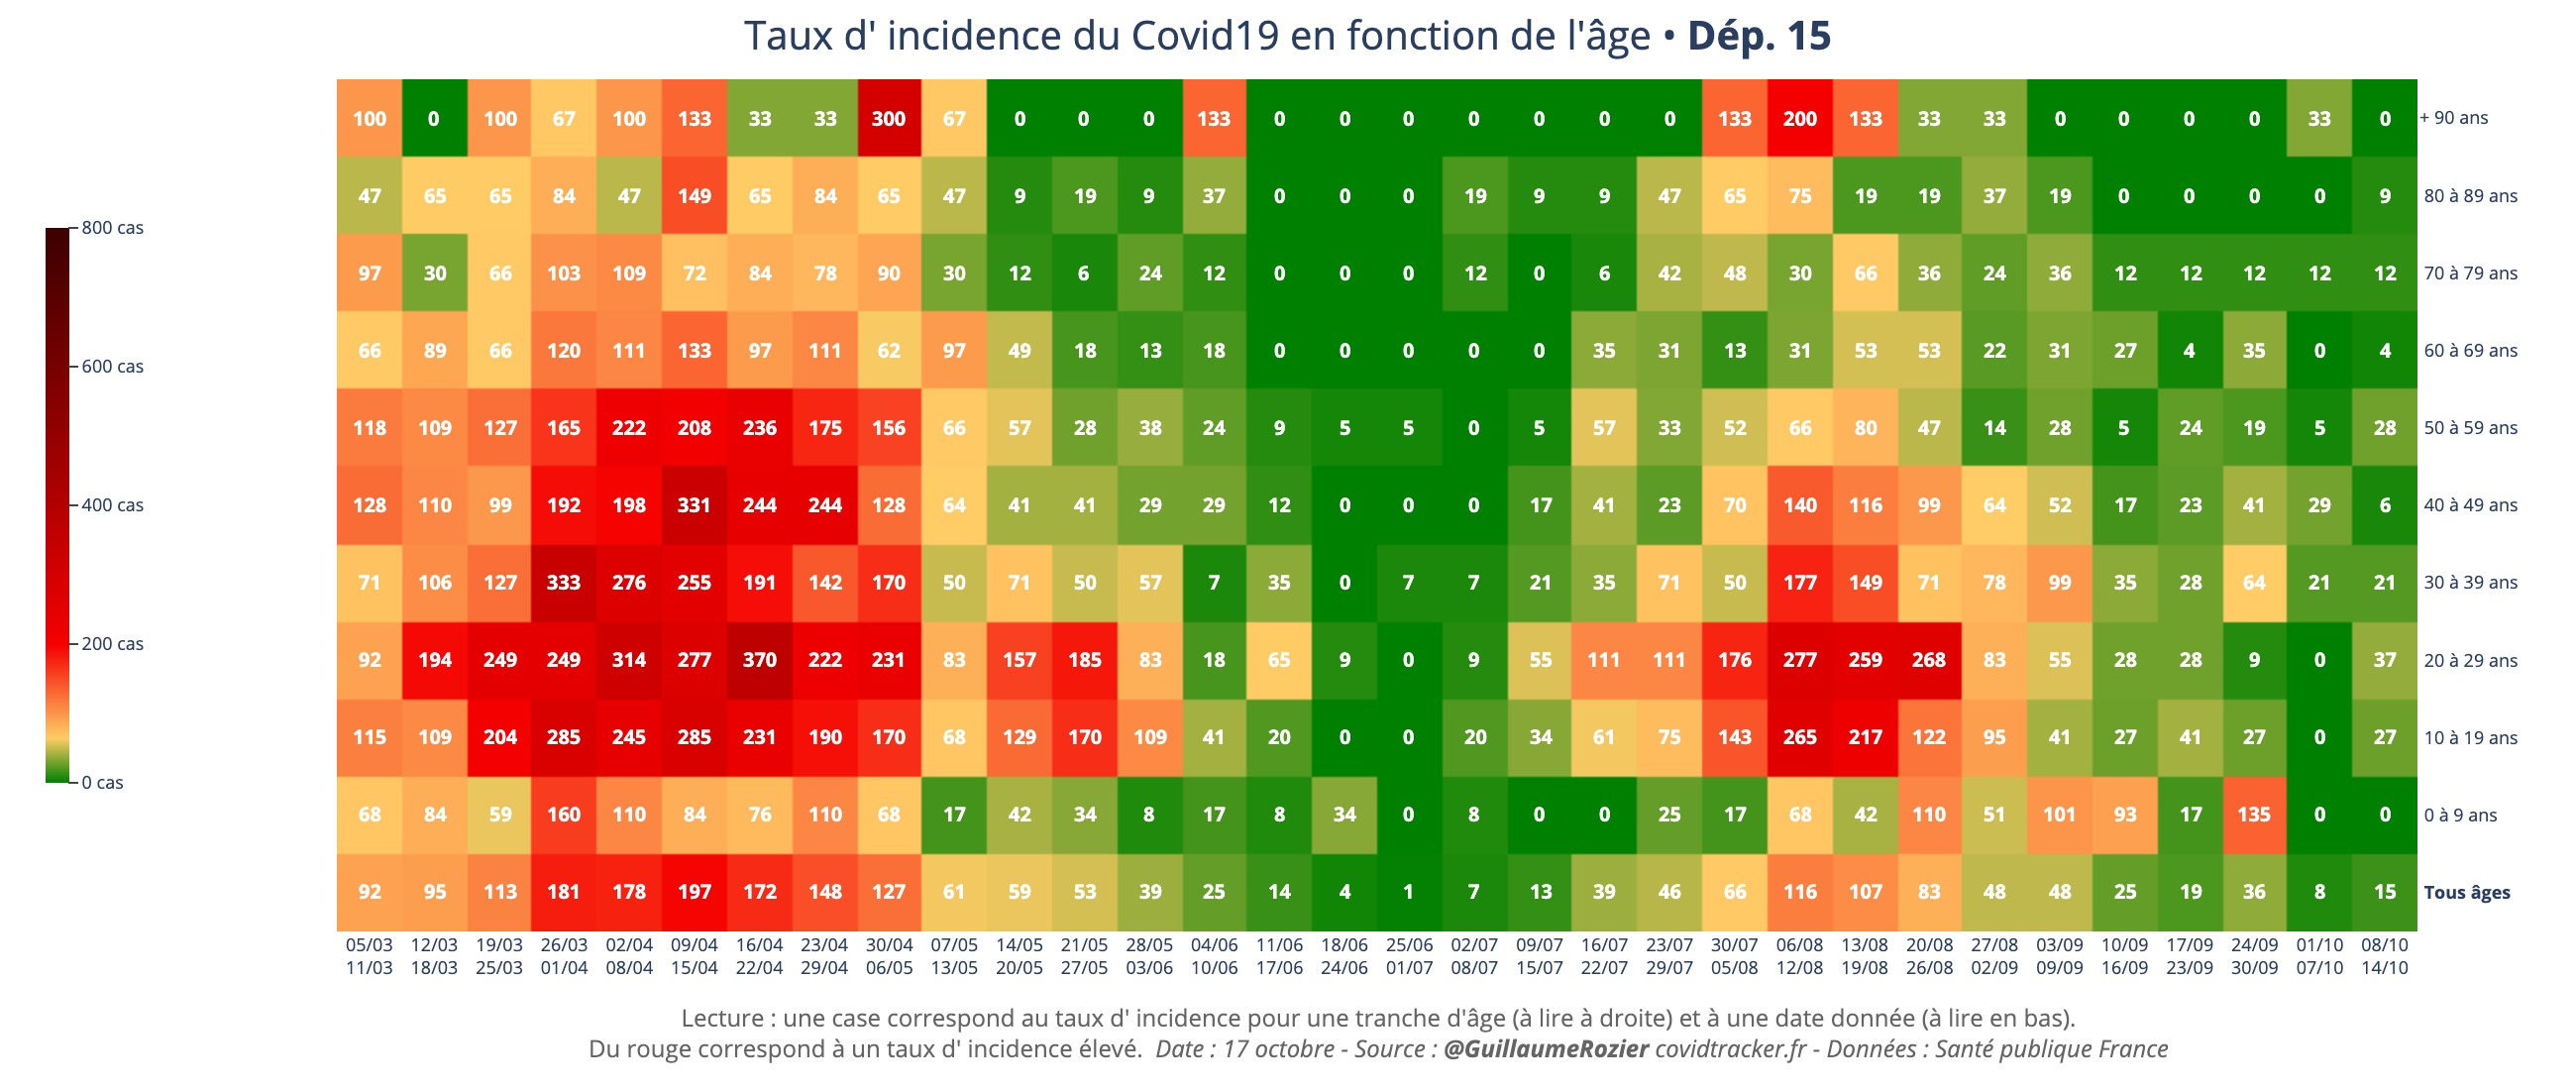 Taux d' incidence du Covid19 en fonction de l'âge • Dép. 15
800 cas
600 cas
400 cas
200 cas
0 cas
100 0 100 67 100 133 33 33 300 67 0 0 0 133 0 0 0 0 0 0 0 133 200 133 33 33 0 0 0 0 33 0 + 90 ans
47 65 65 84 47 149 65 84 65 47 9 19 9 37 0 0 0 19 9 9 47 65 75 19 19 37 19 0 0 0 0 9 80 à 89 ans
97 30 66 103 109 72 84 78 90 30 12 6 24 12 0 0 0 12 0 6 42 48 30 66 36 24 36 12 12 12 12 12 70 à 79 ans
66 89 66 120 111 133 97 111 62 97 49 18 13 18 0 0 0 0 0 35 31 13 31 53 53 22 31 27 4 35 0 4 60 à 69 ans
118 109 127 165 222 208 236 175 156 66 57 28 38 24 9 5 5 0 5 57 33 52 66 80 47 14 28 5 24 19 5 28 50 à 59 ans
128 110 99 192 198 331 244 244 128 64 41 41 29 29 12 0 0 0 17 41 23 70 140 116 99 64 52 17 23 41 29 6 40 à 49 ans
71 106 127 333 276 255 191 142 170 50 71 50 57 7 35 0 7 7 21 35 71 50 177 149 71 78 99 35 28 64 21 21 30 à 39 ans
92 194 249 249 314 277 370 222 231 83 157 185 83 18 65 9 0 9 55 111 111 176 277 259 268 83 55 28 28 9 0 37 20 à 29 ans
115 109 204 285 245 285 231 190 170 68 129 170 109 41 20 0 0 20 34 61 75 143 265 217 122 95 41 27 41 27 0 27 10 à 19 ans
68 84 59 160 110 84 76 110 68 17 42 34 8 17 8 34 0 8 0 0 25 17 68 42 110 51 101 93 17 135 0 0 0 à 9 ans
92 95 113 181 178 197 172 148 127 61 59 53 39 25 14 4 1 7 13 39 46 66 116 107 83 48 48 25 19 36 8 15 Tous âges
05/03 12/03 19/03 26/03 02/04 09/04 16/04 23/04 30/04 07/05 14/05 21/05 28/05 04/06 11/06 18/06 25/06 02/07 09/07 16/07 23/07 30/07 06/08 13/08 20/08 27/08 03/09 10/09 17/09 24/09 01/10 08/10
11/03 18/03 25/03 01/04 08/04 15/04 22/04 29/04 06/05 13/05 20/05 27/05 03/06 10/06 17/06 24/06 01/07 08/07 15/07 22/07 29/07 05/08 12/08 19/08 26/08 02/09 09/09 16/09 23/09 30/09 07/10 14/10
Lecture : une case correspond au taux d' incidence pour une tranche d'âge (à lire à droite) et à une date donnée (à lire en bas).
Du rouge correspond à un taux d' incidence élevé. Date : 17 octobre - Source : @GuillaumeRozier covidtracker.fr - Données : Santé publique France